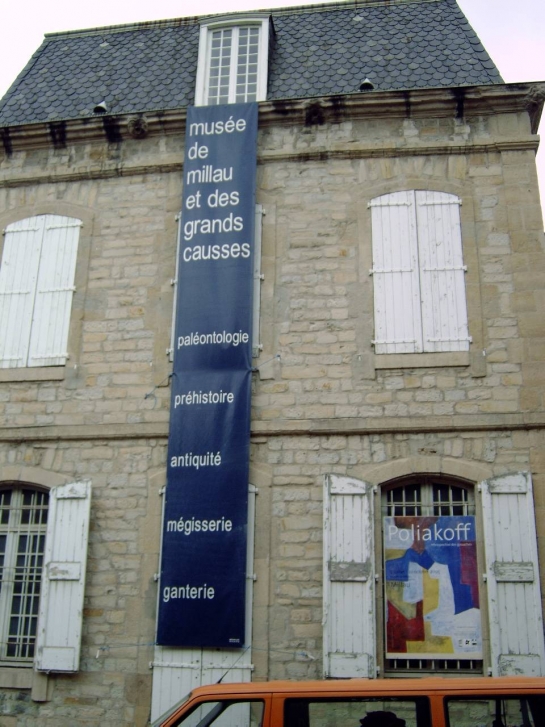 musée
de
millau
et des
grands
causses
paléontologie
préhistoire
antiquité
mégisserie
ganterie
Poliakoff